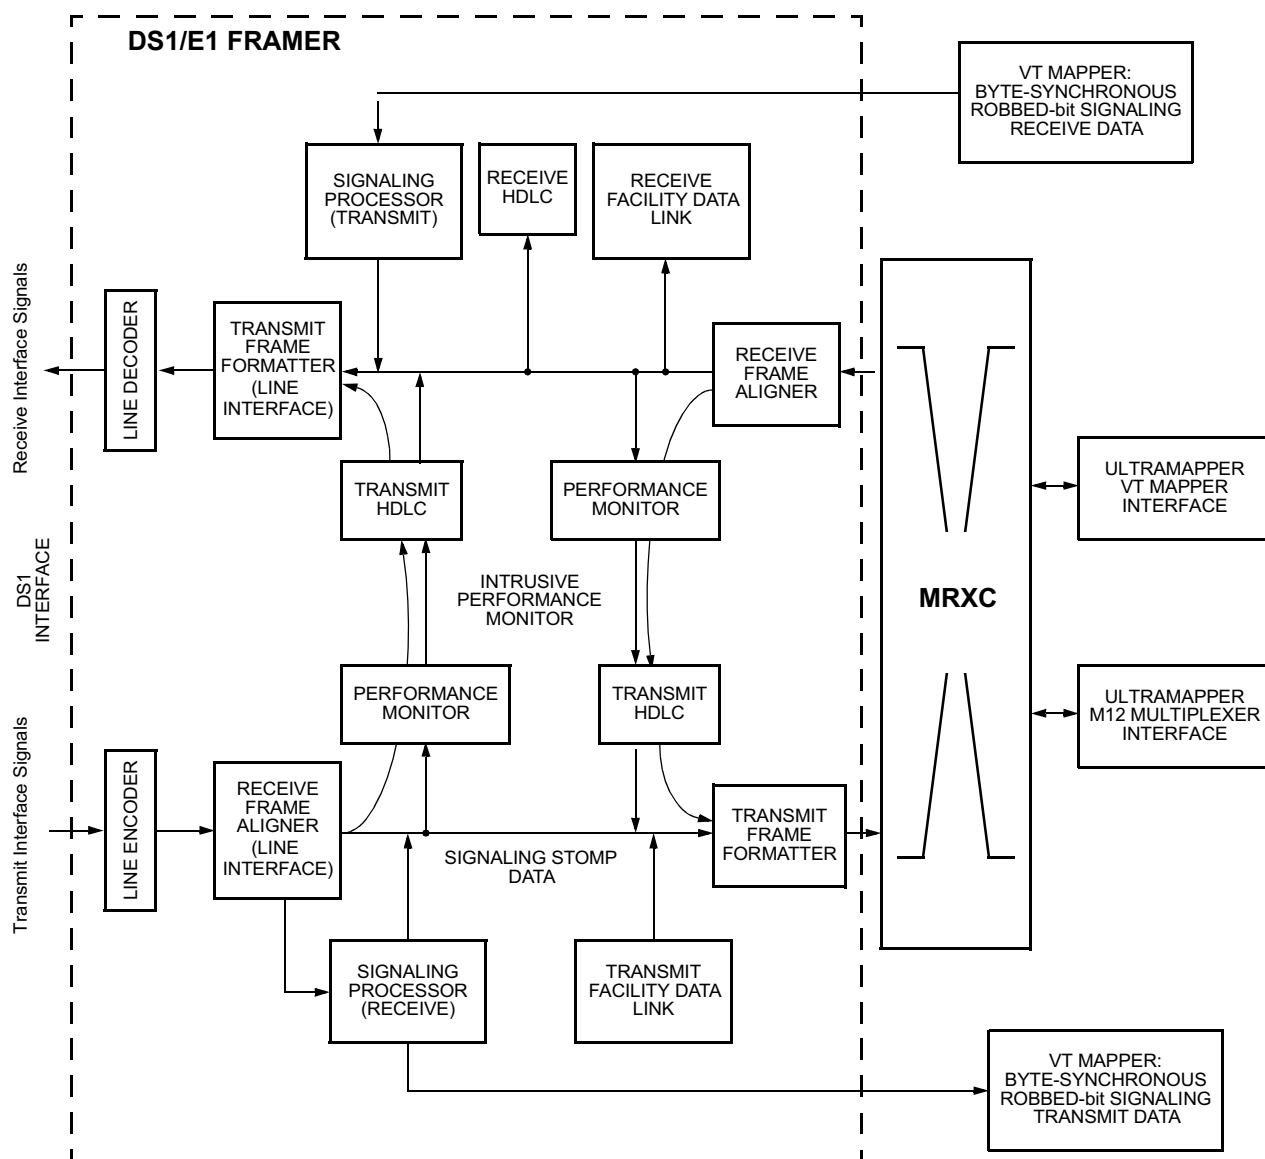 DS1/E1 FRAMER
VT MAPPER:
BYTE-SYNCHRONOUS
ROBBED-bit SIGNALING
RECEIVE DATA
SIGNALING
PROCESSOR
(TRANSMIT)
RECEIVE
HDLC
RECEIVE
FACILITY DATA
LINK
Receive Interface Signals
LINE DECODER
TRANSMIT
FRAME
FORMATTER
(LINE
INTERFACE)
RECEIVE
FRAME
ALIGNER
TRANSMIT
HDLC
PERFORMANCE
MONITOR
ULTRAMAPPER
VT MAPPER
INTERFACE
DS1
INTERFACE
INTRUSIVE
PERFORMANCE
MONITOR
MRXC
PERFORMANCE
MONITOR
TRANSMIT
HDLC
ULTRAMAPPER
M12 MULTIPLEXER
INTERFACE
Transmit Interface Signals
LINE ENCODER
RECEIVE
FRAME
ALIGNER
(LINE
INTERFACE)
SIGNALING STOMP
DATA
TRANSMIT
FRAME
FORMATTER
SIGNALING
PROCESSOR
(RECEIVE)
TRANSMIT
FACILITY DATA
LINK
VT MAPPER:
BYTE-SYNCHRONOUS
ROBBED-bit SIGNALING
TRANSMIT DATA